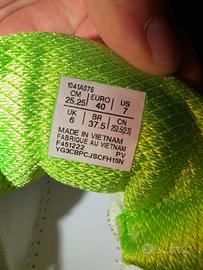 1041A076
CM EURO US
25.25 40 7
UK BR CN
6 37.5 252.5(2.5)
MADE IN VIETNAM
FABRIQUE AU VIETNAM
F451222 PV
YG3CBPCJSCFH15N